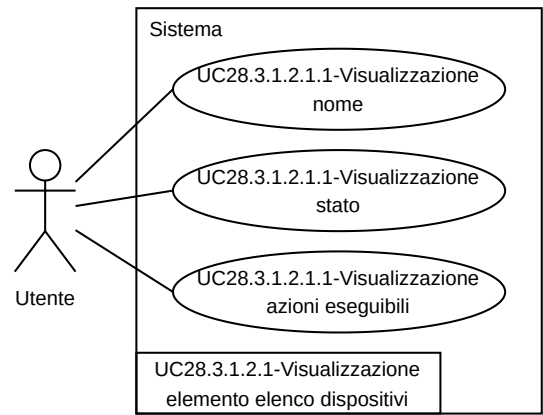 Sistema
UC28.3.1.2.1.1-Visualizzazione
nome
UC28.3.1.2.1.1-Visualizzazione
stato
UC28.3.1.2.1.1-Visualizzazione
azioni eseguibili
Utente
UC28.3.1.2.1-Visualizzazione
elemento elenco dispositivi